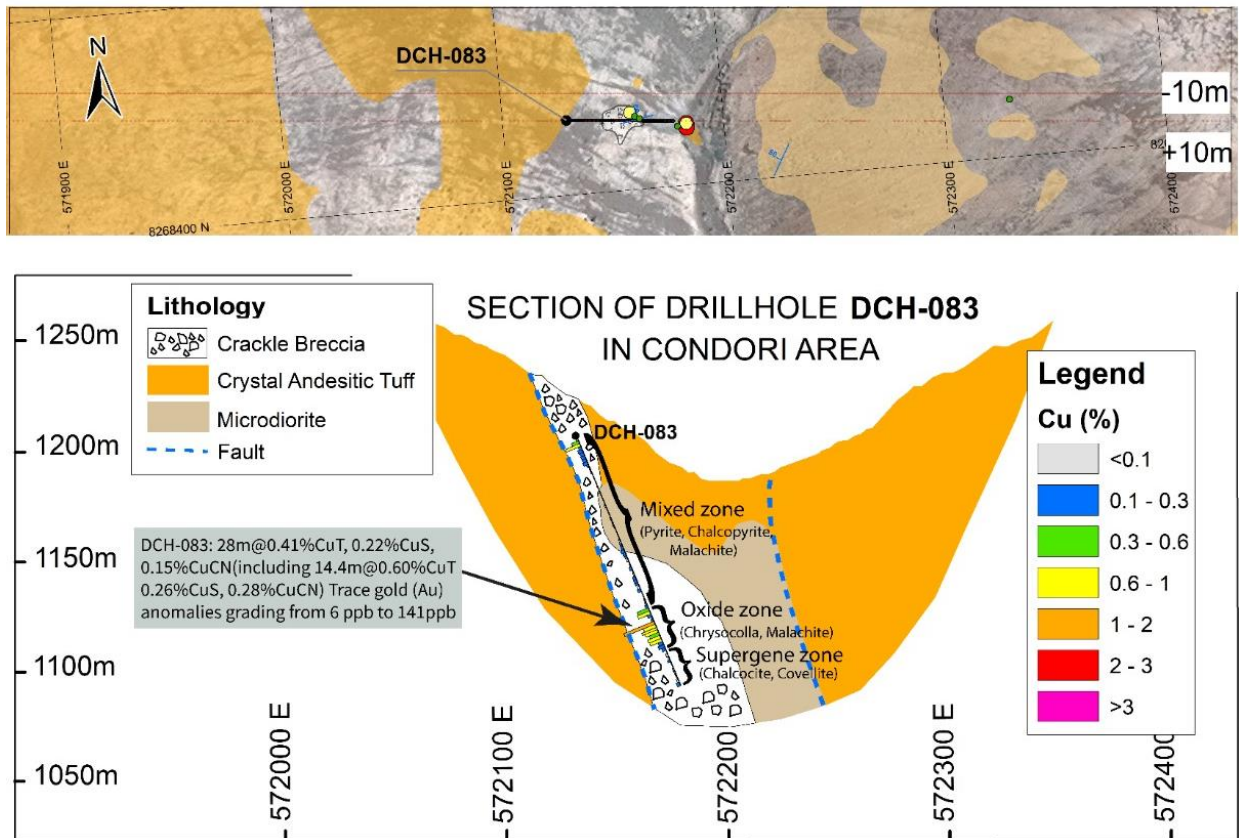 N
DCH-083
-10m
+10m
571900 E
572000 E
572100 E
572200 E
572300 E
572400 E
8268400 N
SECTION OF DRILLHOLE DCH-083
IN CONDORI AREA
1250m
1200m
1150m
1100m
1050m
Lithology
Crackle Breccia
Crystal Andesitic Tuff
Microdiorite
Fault
DCH-083
Mixed zone
(Pyrite, Chalcopyrite,
Malachite)
Oxide zone
(Chrysocolla, Malachite)
Supergene zone
(Chalcocite, Covellite)
DCH-083: 28m@0.41%CuT, 0.22%CuS,
0.15%CuCN(including 14.4m@0.60%CuT
0.26%CuS, 0.28%CuCN) Trace gold (Au)
anomalies grading from 6 ppb to 141ppb
Legend
Cu (%)
<0.1
0.1 - 0.3
0.3 - 0.6
0.6 - 1
1 - 2
2 - 3
>3
572000 E
572100 E
572200 E
572300 E
572400 E